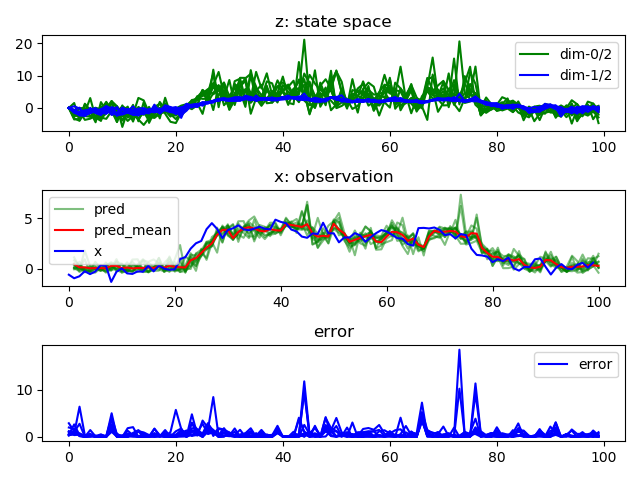 z: state space
20
10
0
dim-0/2
dim-1/2
0 20 40 60 80 100
x: observation
5
0
pred
pred_mean
x
0 20 40 60 80 100
error
10
0
error
0 20 40 60 80 100